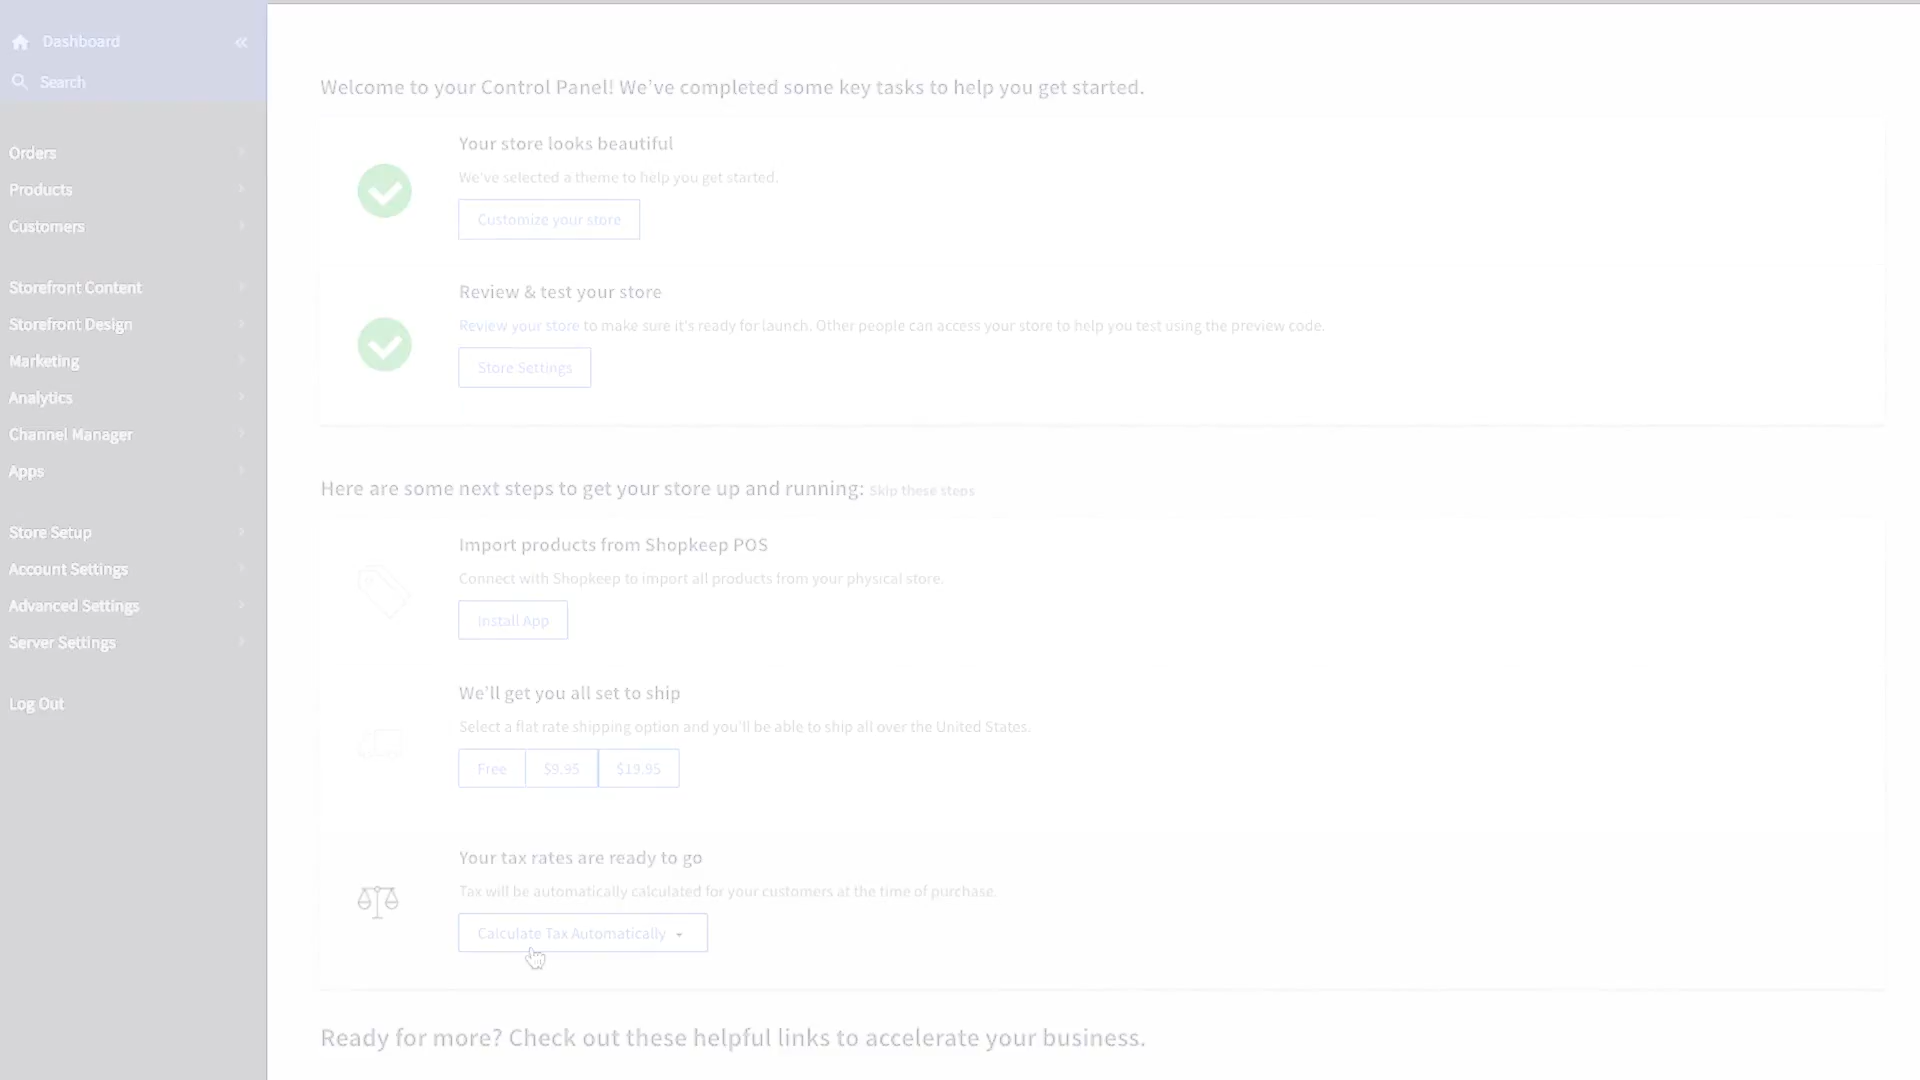 Dashboard
Search
Orders
Products
Customers
Storefront Content
Storefront Design
Marketing
Analytics
Channel Manager
Apps
Store Setup
Account Settings
Advanced Settings
Server Settings
Log Out
Welcome to your Control Panel! We've completed some key tasks to help you get started.
Your store looks beautiful
We've selected a theme to help you get started.
Customize your store
Review & test your store
Review your store to make sure it's ready for launch. Other people can access your store to help you test using the preview code.
Store Settings
Here are some next steps to get your store up and running: Skip these steps
Import products from Shopkeep POS
Connect with Shopkeep to import all products from your physical store.
Install App
We'll get you all set to ship
Select a flat rate shipping option and you'll be able to ship all over the United States.
Free $9.95 $19.95
Your tax rates are ready to go
Tax will be automatically calculated for your customers at the time of purchase.
Calculate Tax Automatically
Ready for more? Check out these helpful links to accelerate your business.